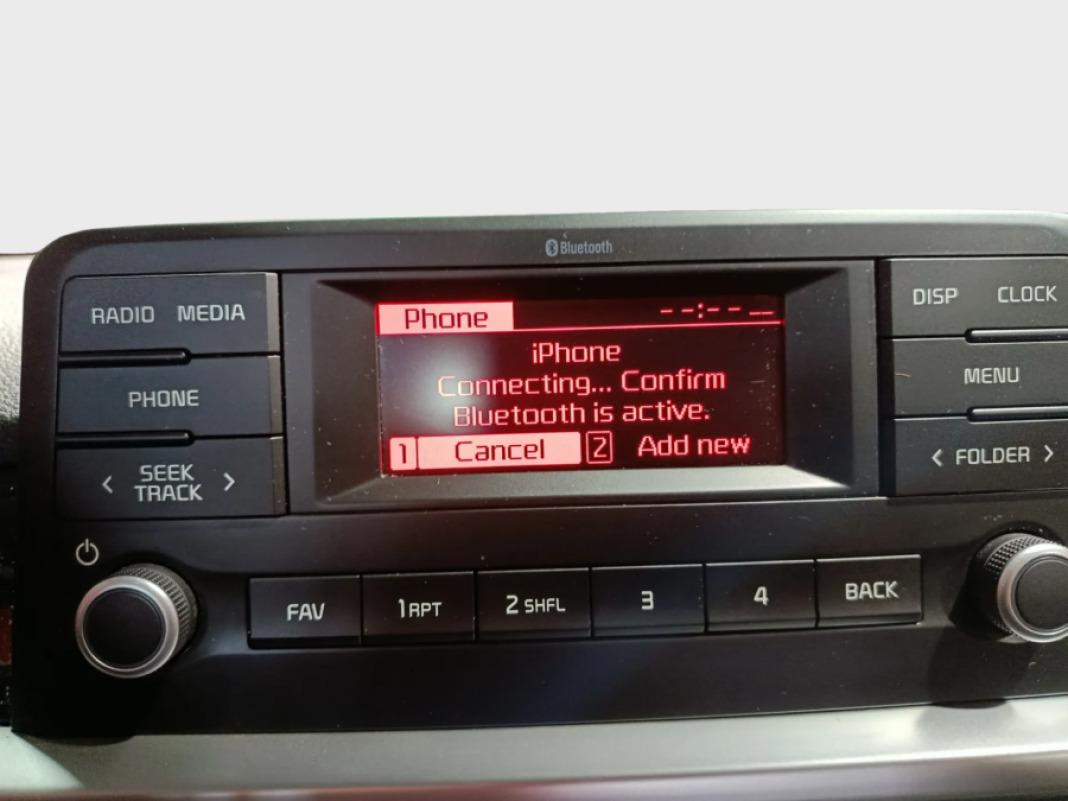 Bluetooth
RADIO MEDIA
DISP CLOCK
Phone --:-- --
iPhone
Connecting... Confirm
Bluetooth is active.
1 Cancel 2 Add new
PHONE
MENU
< SEEK >
TRACK
< FOLDER >
FAV
1 RPT
2 SHFL
3
4
BACK